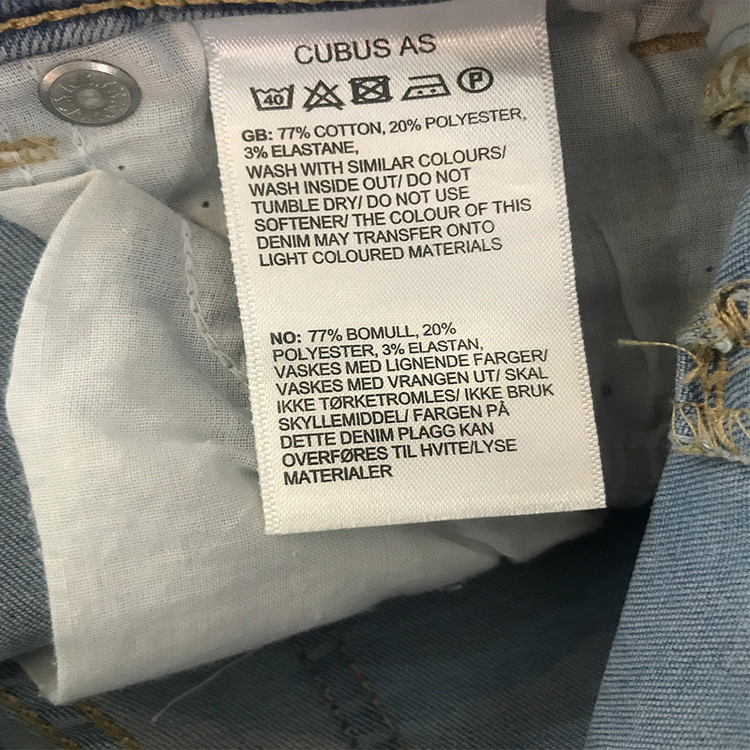 CUBUS AS
40 P
GB: 77% COTTON, 20% POLYESTER,
3% ELASTANE,
WASH WITH SIMILAR COLOURS/
WASH INSIDE OUT/ DO NOT
TUMBLE DRY/ DO NOT USE
SOFTENER/ THE COLOUR OF THIS
DENIM MAY TRANSFER ONTO
LIGHT COLOURED MATERIALS
NO: 77% BOMULL, 20%
POLYESTER, 3% ELASTAN,
VASKES MED LIGNENDE FARGER/
VASKES MED VRANGEN UT/ SKAL
IKKE TØRKETROMLES/ IKKE BRUK
SKYLLEMIDDEL/ FARGEN PÅ
DETTE DENIM PLAGG KAN
OVERFØRES TIL HVITE/LYSE
MATERIALER